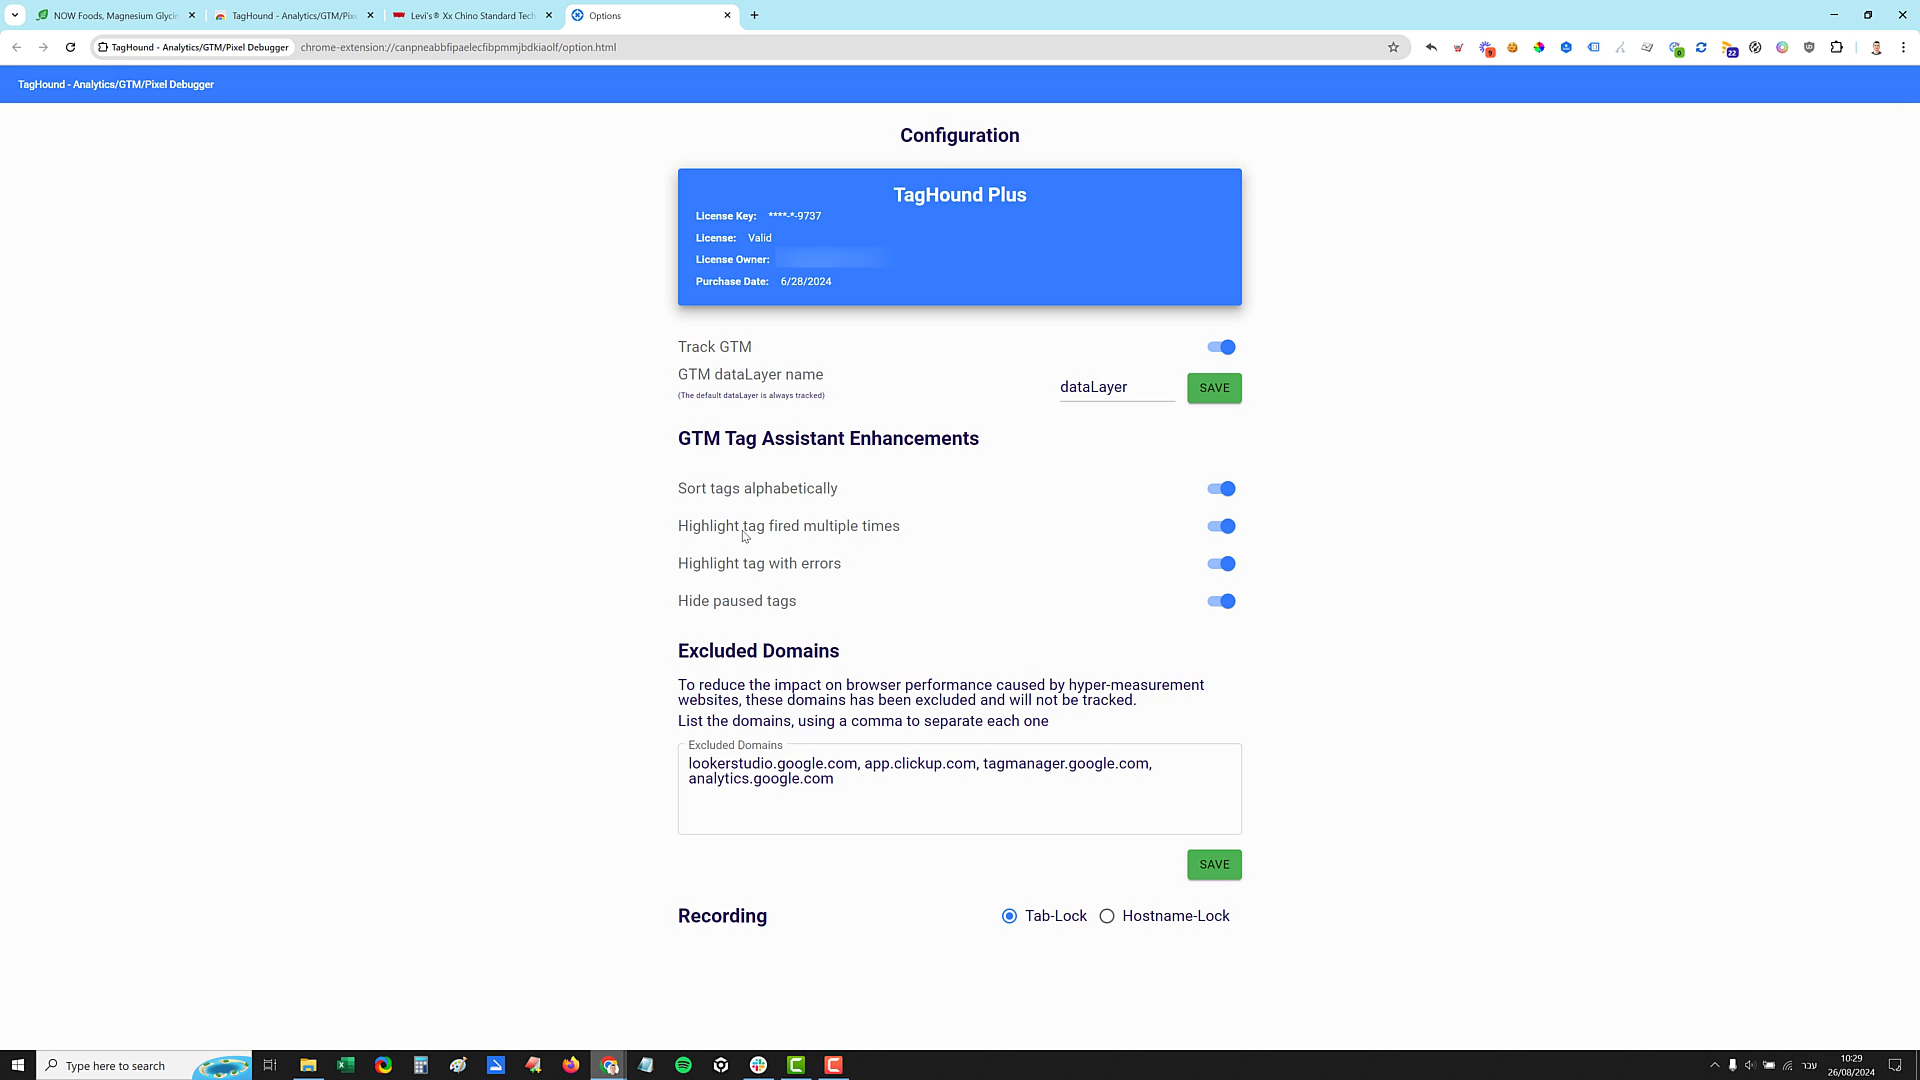 NOW Foods, Magnesium Glycin
TagHound - Analytics/GTM/Pix
Levi's® Xx Chino Standard Tech
Options
TagHound - Analytics/GTM/Pixel Debugger
chrome-extension://canpneabbfipaelecfibpmmjbdkiaolf/option.html
9
0
22
TagHound - Analytics/GTM/Pixel Debugger
Configuration
TagHound Plus
License Key: ****-*-9737
License: Valid
License Owner:
Purchase Date: 6/28/2024
Track GTM
GTM dataLayer name
(The default dataLayer is always tracked)
dataLayer
SAVE
GTM Tag Assistant Enhancements
Sort tags alphabetically
Highlight tag fired multiple times
Highlight tag with errors
Hide paused tags
Excluded Domains
To reduce the impact on browser performance caused by hyper-measurement
websites, these domains has been excluded and will not be tracked.
List the domains, using a comma to separate each one
Excluded Domains
lookerstudio.google.com, app.clickup.com, tagmanager.google.com,
analytics.google.com
SAVE
Recording
Tab-Lock
Hostname-Lock
Type here to search
עבר
10:29
26/08/2024